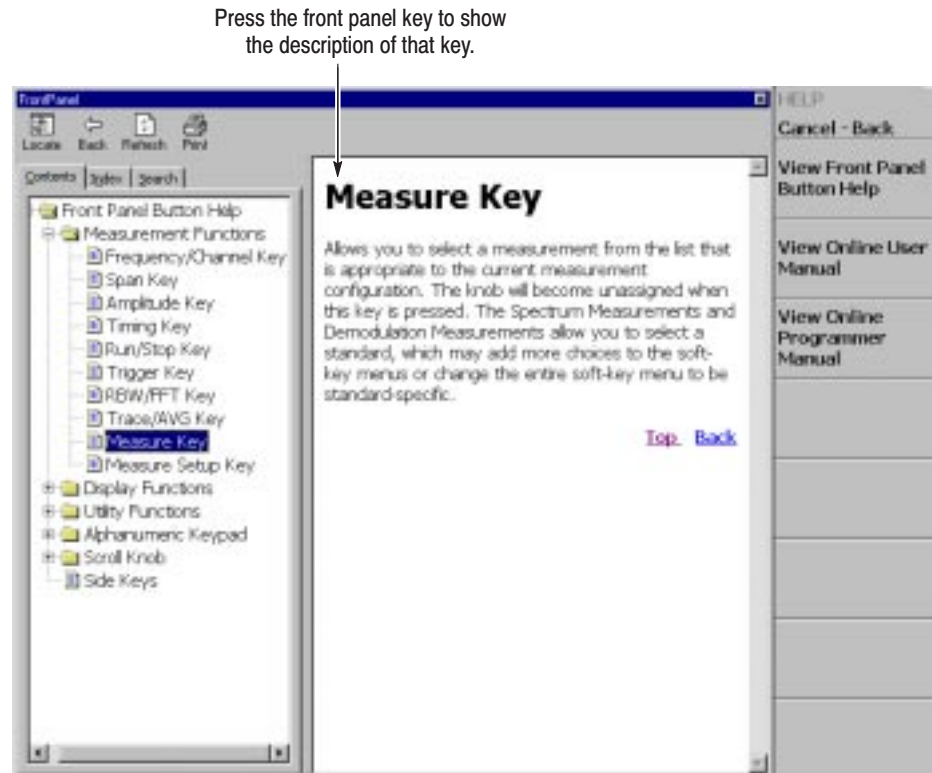 Press the front panel key to show
the description of that key.
FrontPanel
Locate Back Refresh Print
Contents Index Search
Front Panel Button Help
Measurement Functions
Frequency/Channel Key
Span Key
Amplitude Key
Timing Key
Run/Stop Key
Trigger Key
RBW/FFT Key
Trace/AVG Key
Measure Key
Measure Setup Key
Display Functions
Utility Functions
Alphanumeric Keypad
Scroll Knob
Side Keys
Measure Key
Allows you to select a measurement from the list that
is appropriate to the current measurement
configuration. The knob will become unassigned when
this key is pressed. The Spectrum Measurements and
Demodulation Measurements allow you to select a
standard, which may add more choices to the soft-
key menus or change the entire soft-key menu to be
standard-specific.
Top Back
HELP
Cancel - Back
View Front Panel
Button Help
View Online User
Manual
View Online
Programmer
Manual